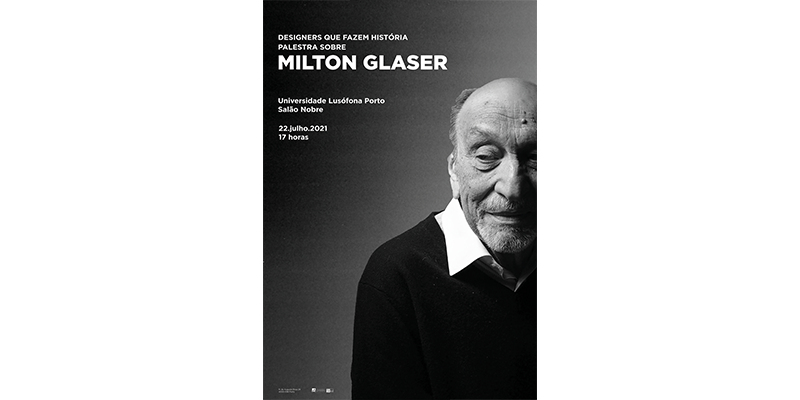 DESIGNERS QUE FAZEM HISTÓRIA
PALESTRA SOBRE
MILTON GLASER
Universidade Lusófona Porto
Salão Nobre
22.julho.2021
17 horas